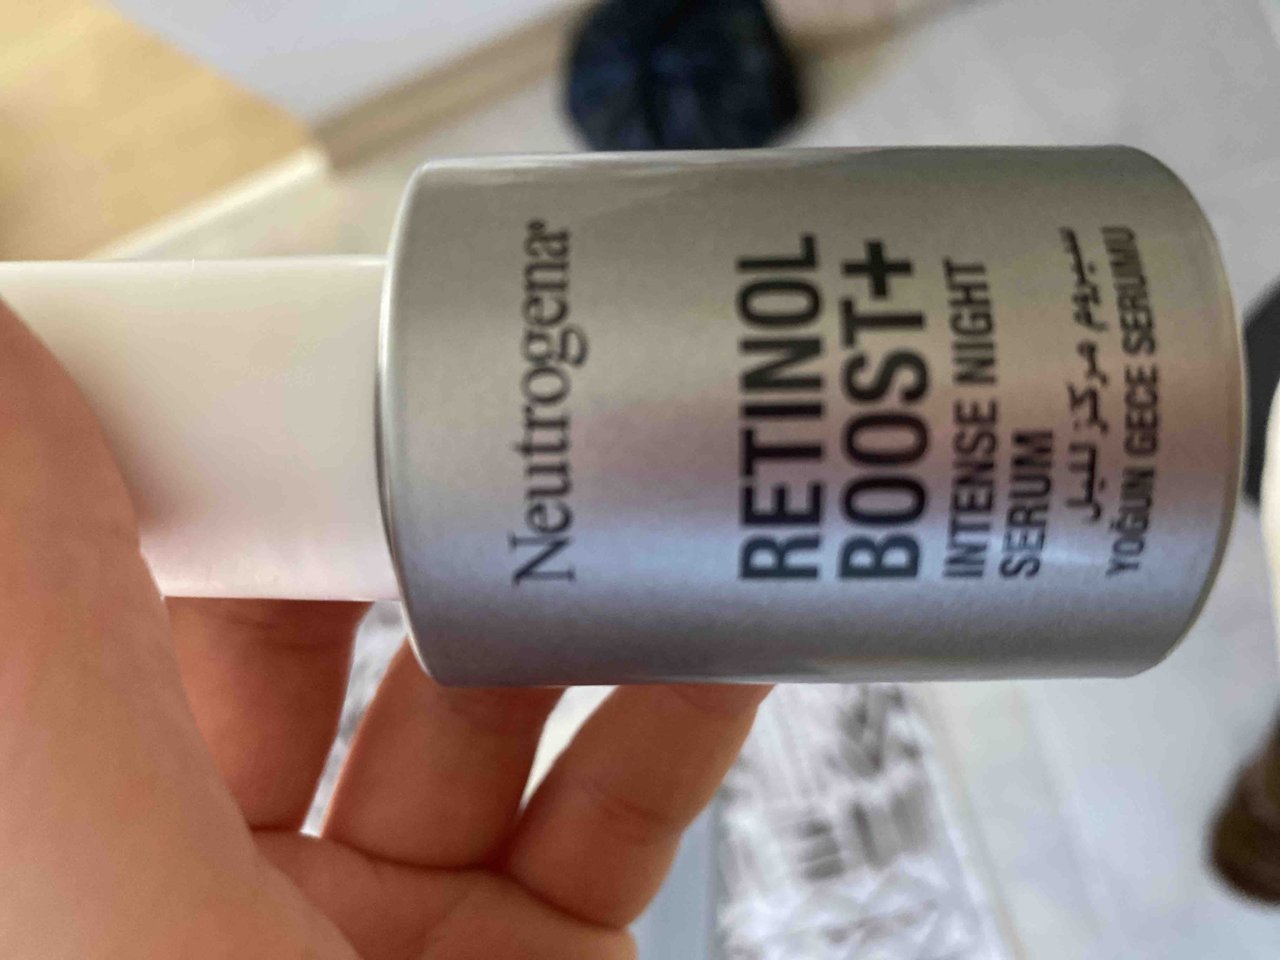 Neutrogena®
RETINOL
BOOST+
INTENSE NIGHT
SERUM
سيروم مركز لليل
YOĞUN GECE SERUMU